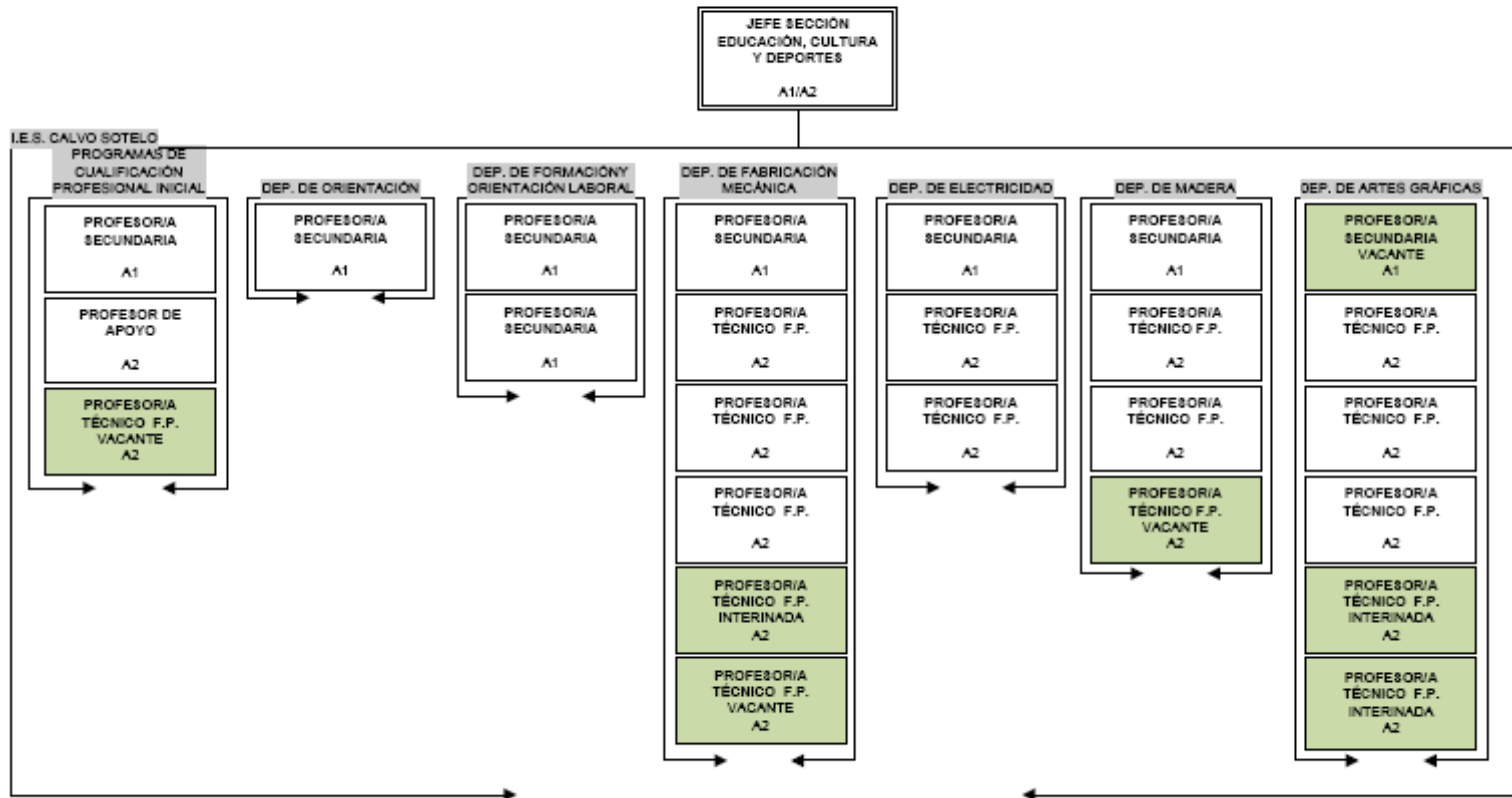 JEFE SECCIÓN
EDUCACIÓN, CULTURA
Y DEPORTES
A1/A2
I.E.S. CALVO SOTELO
PROGRAMAS DE
CUALIFICACIÓN
PROFESIONAL INICIAL
PROFESOR/A
SECUNDARIA
A1
PROFESOR DE
APOYO
A2
PROFESOR/A
TÉCNICO F.P.
VACANTE
A2
DEP. DE ORIENTACIÓN
PROFESOR/A
SECUNDARIA
A1
DEP. DE FORMACIÓNY
ORIENTACIÓN LABORAL
PROFESOR/A
SECUNDARIA
A1
PROFESOR/A
SECUNDARIA
A1
DEP. DE FABRICACIÓN
MECÁNICA
PROFESOR/A
SECUNDARIA
A1
PROFESOR/A
TÉCNICO F.P.
A2
PROFESOR/A
TÉCNICO F.P.
A2
PROFESOR/A
TÉCNICO F.P.
A2
PROFESOR/A
TÉCNICO F.P.
INTERINADA
A2
PROFESOR/A
TÉCNICO F.P.
VACANTE
A2
DEP. DE ELECTRICIDAD
PROFESOR/A
SECUNDARIA
A1
PROFESOR/A
TÉCNICO F.P.
A2
PROFESOR/A
TÉCNICO F.P.
A2
DEP. DE MADERA
PROFESOR/A
SECUNDARIA
A1
PROFESOR/A
TÉCNICO F.P.
A2
PROFESOR/A
TÉCNICO F.P.
A2
PROFESOR/A
TÉCNICO F.P.
VACANTE
A2
DEP. DE ARTES GRÁFICAS
PROFESOR/A
SECUNDARIA
VACANTE
A1
PROFESOR/A
TÉCNICO F.P.
A2
PROFESOR/A
TÉCNICO F.P.
A2
PROFESOR/A
TÉCNICO F.P.
A2
PROFESOR/A
TÉCNICO F.P.
INTERINADA
A2
PROFESOR/A
TÉCNICO F.P.
INTERINADA
A2